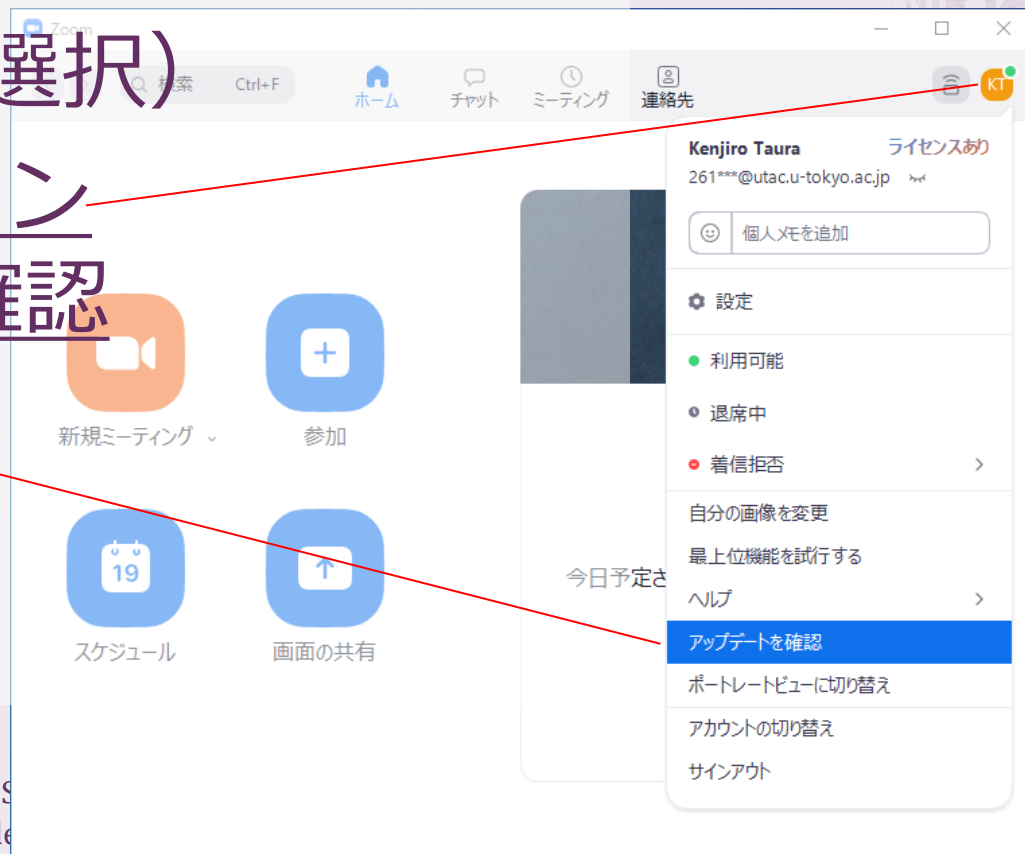 Zoom
選択)
検索 Ctrl+F
ホーム
チャット
ミーティング
連絡先
KT
ン
確認
Kenjiro Taura ライセンスあり
261***@utac.u-tokyo.ac.jp
個人メモを追加
設定
利用可能
退席中
着信拒否
自分の画像を変更
最上位機能を試行する
ヘルプ
アップデートを確認
ポートレートビューに切り替え
アカウントの切り替え
サインアウト
新規ミーティング
参加
19
スケジュール
画面の共有
今日予定さ